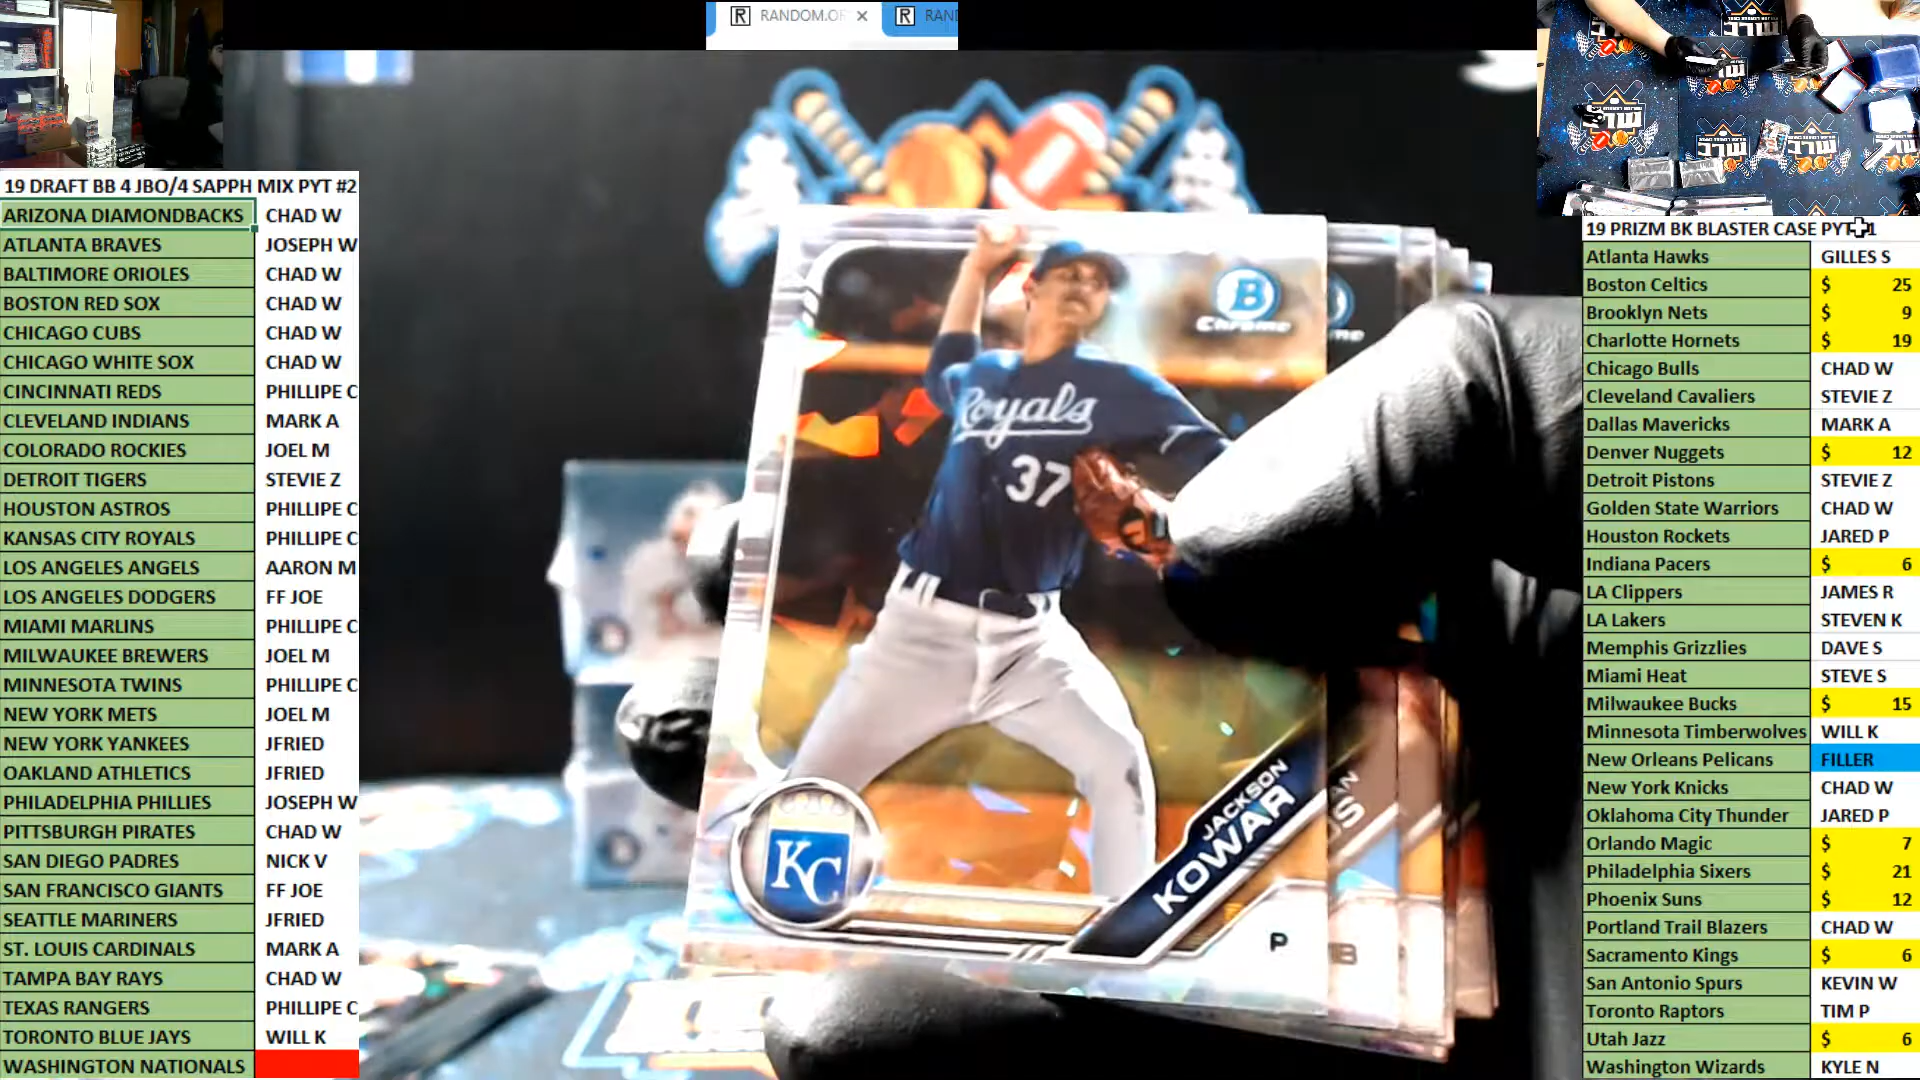 RANDOM.O
RAN
19 DRAFT BB 4 JBO/4 SAPPH MIX PYT #2
ARIZONA DIAMONDBACKS CHAD W
ATLANTA BRAVES JOSEPH W
BALTIMORE ORIOLES CHAD W
BOSTON RED SOX CHAD W
CHICAGO CUBS CHAD W
CHICAGO WHITE SOX CHAD W
CINCINNATI REDS PHILLIPE C
CLEVELAND INDIANS MARK A
COLORADO ROCKIES JOEL M
DETROIT TIGERS STEVIE Z
HOUSTON ASTROS PHILLIPE C
KANSAS CITY ROYALS PHILLIPE C
LOS ANGELES ANGELS AARON M
LOS ANGELES DODGERS FF JOE
MIAMI MARLINS PHILLIPE C
MILWAUKEE BREWERS JOEL M
MINNESOTA TWINS PHILLIPE C
NEW YORK METS JOEL M
NEW YORK YANKEES JFRIED
OAKLAND ATHLETICS JFRIED
PHILADELPHIA PHILLIES JOSEPH W
PITTSBURGH PIRATES CHAD W
SAN DIEGO PADRES NICK V
SAN FRANCISCO GIANTS FF JOE
SEATTLE MARINERS JFRIED
ST. LOUIS CARDINALS MARK A
TAMPA BAY RAYS CHAD W
TEXAS RANGERS PHILLIPE C
TORONTO BLUE JAYS WILL K
WASHINGTON NATIONALS
B
Chrome
Royals
37
JACKSON
KOWAR
KC
P
19 PRIZM BK BLASTER CASE PYT 1
Atlanta Hawks GILLES S
Boston Celtics $ 25
Brooklyn Nets $ 9
Charlotte Hornets $ 19
Chicago Bulls CHAD W
Cleveland Cavaliers STEVIE Z
Dallas Mavericks MARK A
Denver Nuggets $ 12
Detroit Pistons STEVIE Z
Golden State Warriors CHAD W
Houston Rockets JARED P
Indiana Pacers $ 6
LA Clippers JAMES R
LA Lakers STEVEN K
Memphis Grizzlies DAVE S
Miami Heat STEVE S
Milwaukee Bucks $ 15
Minnesota Timberwolves WILL K
New Orleans Pelicans FILLER
New York Knicks CHAD W
Oklahoma City Thunder JARED P
Orlando Magic $ 7
Philadelphia Sixers $ 21
Phoenix Suns $ 12
Portland Trail Blazers CHAD W
Sacramento Kings $ 6
San Antonio Spurs KEVIN W
Toronto Raptors TIM P
Utah Jazz $ 6
Washington Wizards KYLE N